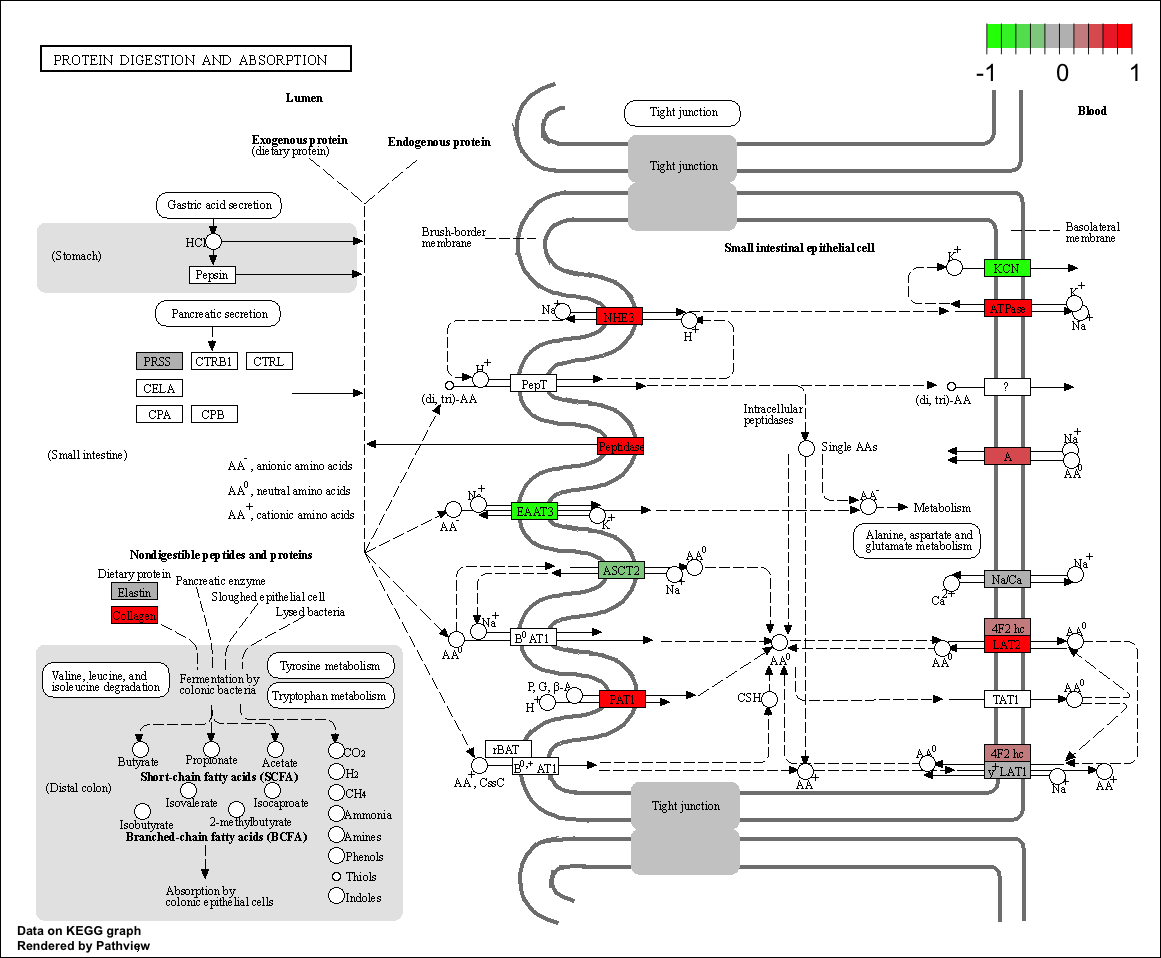 -1 0 1
PROTEIN DIGESTION AND ABSORPTION
Lumen
Blood
Exogenous protein
(dietary protein)
Endogenous protein
Tight junction
Tight junction
Gastric acid secretion
HCl
(Stomach)
Pepsin
Brush-border
membrane
Small intestinal epithelial cell
Basolateral
membrane
K+
KCN
Pancreatic secretion
Na+
NHE3
H+
ATPase
K+
Na+
PRSS
CTRB1
CTRL
CELA
CPA
CPB
H+
PepT
(di, tri)-AA
(di, tri)-AA
?
Intracellular
peptidases
Peptidase
Single AAs
A
Na+
AA0
(Small intestine)
AA-, anionic amino acids
AA0, neutral amino acids
AA+, cationic amino acids
Na+
AA-
EAAT3
K+
AA-
Metabolism
Alanine, aspartate and
glutamate metabolism
Nondigestible peptides and proteins
Dietary protein
Elastin
Collagen
Pancreatic enzyme
Sloughed epithelial cell
Lysed bacteria
ASCT2
AA0
Na+
Na/Ca
Na+
Ca2+
Na+
AA0
B0 AT1
AA0
4F2 hc
LAT2
AA0
AA0
Valine, leucine, and
isoleucine degradation
Fermentation by
colonic bacteria
Tyrosine metabolism
Tryptophan metabolism
P, G, β-A
H+
PAT1
CSH
TAT1
AA0
Butyrate
Propionate
Acetate
Short-chain fatty acids (SCFA)
(Distal colon)
Isovalerate
Isocaproate
Isobutyrate
2-methylbutyrate
Branched-chain fatty acids (BCFA)
Absorption by
colonic epithelial cells
CO2
H2
CH4
Ammonia
Amines
Phenols
Thiols
Indoles
rBAT
B0,+ AT1
AA+, CssC
AA+
AA0
4F2 hc
y+LAT1
Na+
AA+
Tight junction
Data on KEGG graph
Rendered by Pathview